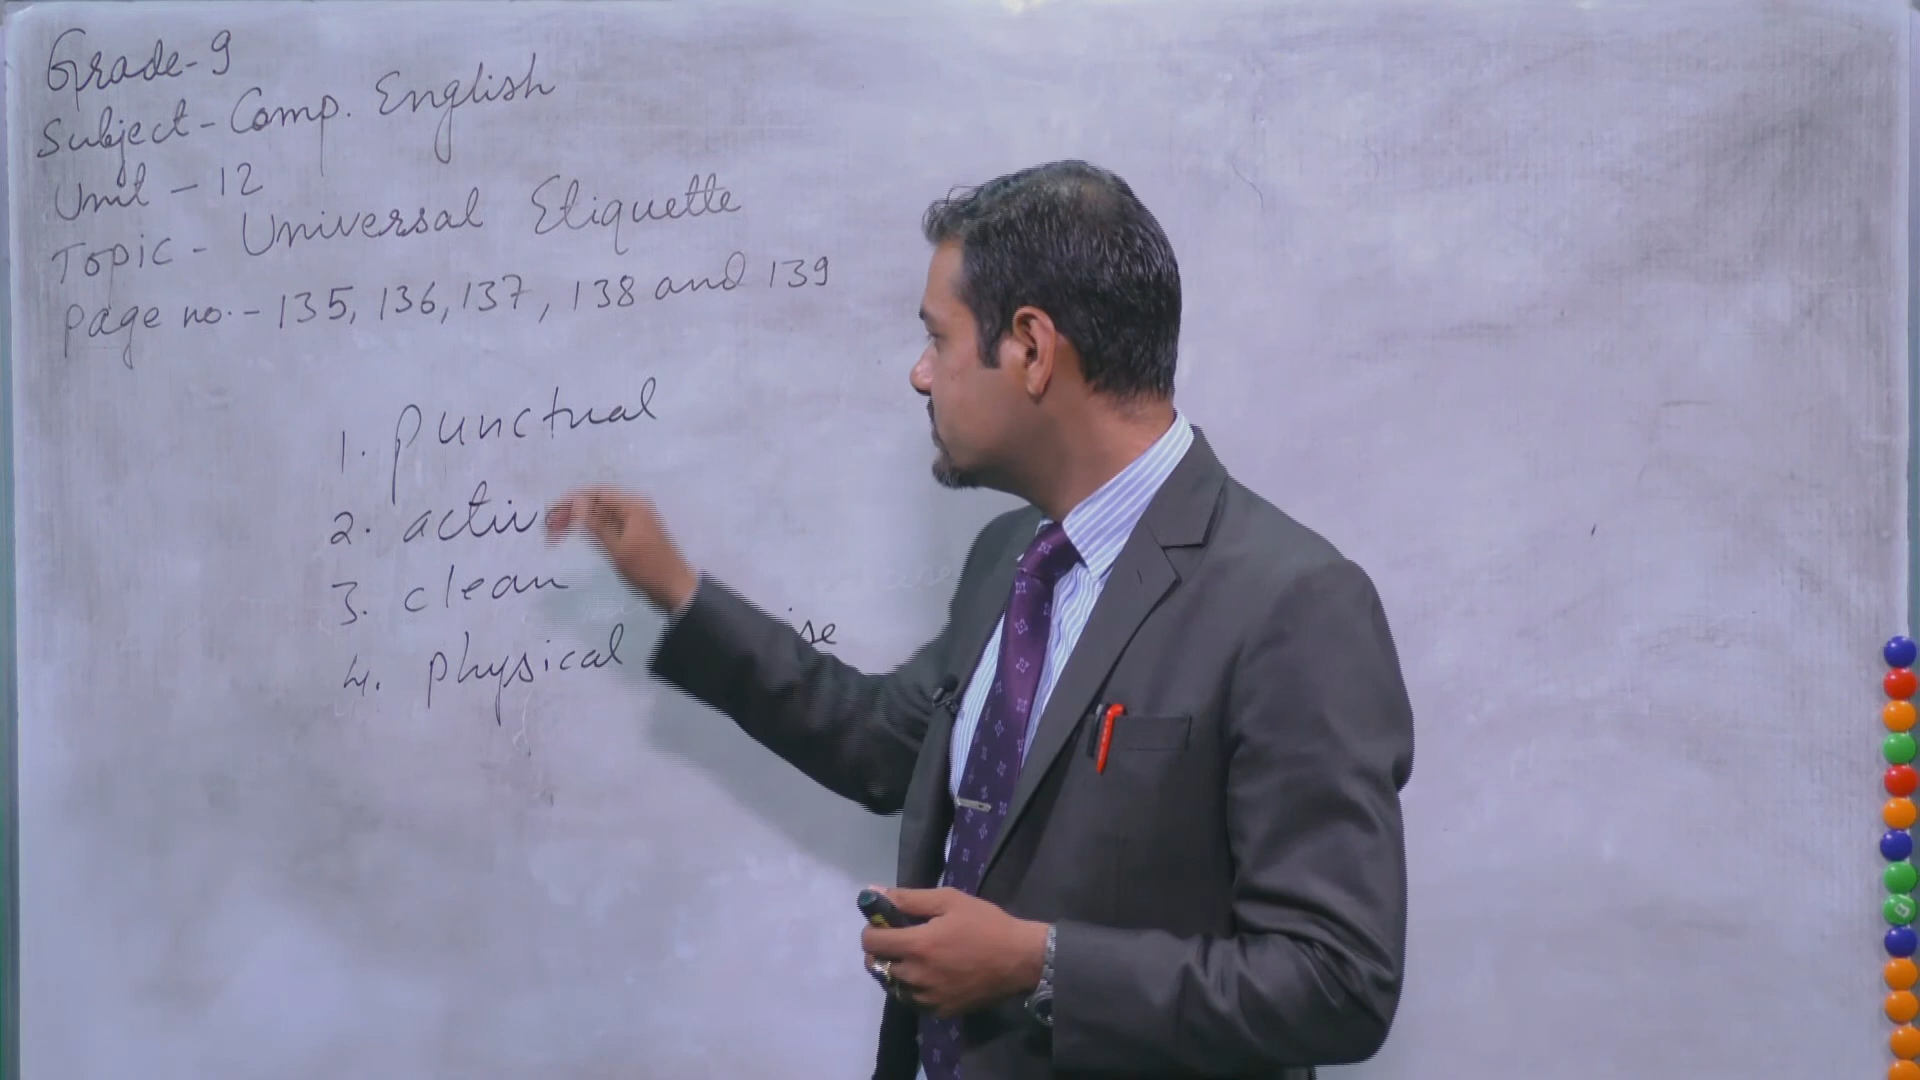 Grade-9
Subject-Comp. English
Unit - 12
Topic - Universal Etiquette
Page no. - 135, 136, 137, 138 and 139
1. punctual
2. activ
3. clean
4. physical